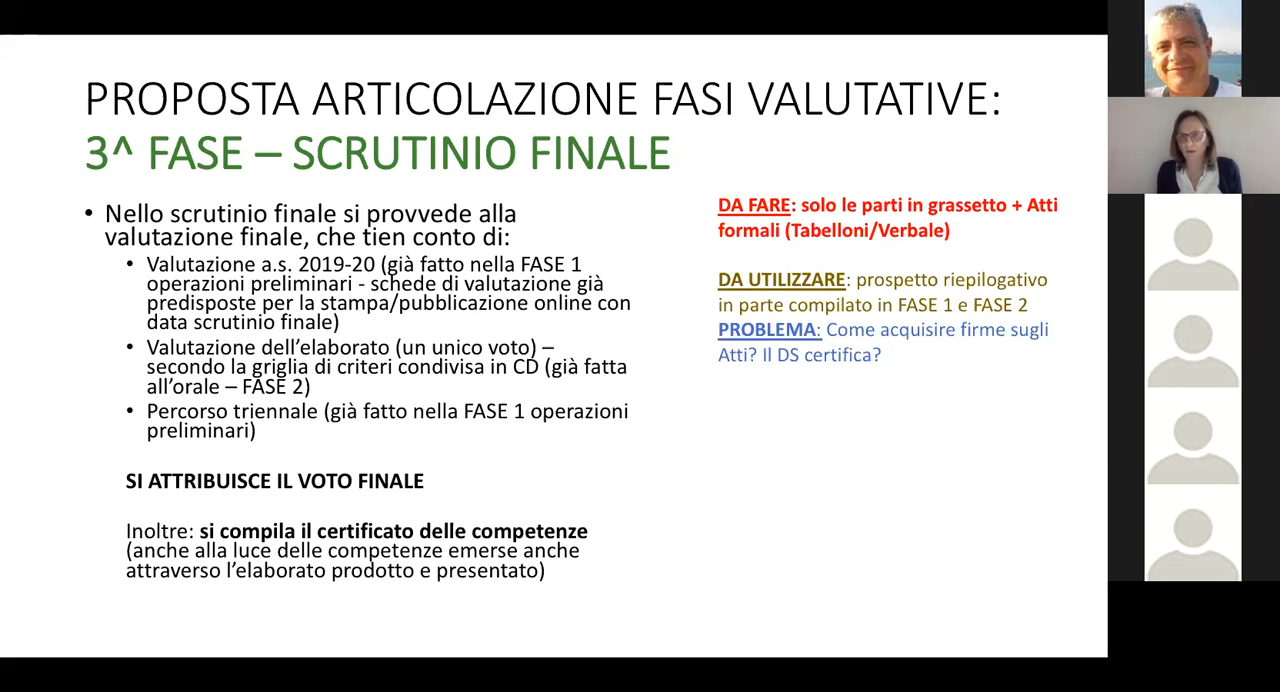 PROPOSTA ARTICOLAZIONE FASI VALUTATIVE:
3^ FASE – SCRUTINIO FINALE
• Nello scrutinio finale si provvede alla
valutazione finale, che tien conto di:
• Valutazione a.s. 2019-20 (già fatto nella FASE 1
operazioni preliminari - schede di valutazione già
predisposte per la stampa/pubblicazione online con
data scrutinio finale)
• Valutazione dell’elaborato (un unico voto) –
secondo la griglia di criteri condivisa in CD (già fatta
all’orale – FASE 2)
• Percorso triennale (già fatto nella FASE 1 operazioni
preliminari)
SI ATTRIBUISCE IL VOTO FINALE
Inoltre: si compila il certificato delle competenze
(anche alla luce delle competenze emerse anche
attraverso l’elaborato prodotto e presentato)
DA FARE: solo le parti in grassetto + Atti
formali (Tabelloni/Verbale)
DA UTILIZZARE: prospetto riepilogativo
in parte compilato in FASE 1 e FASE 2
PROBLEMA: Come acquisire firme sugli
Atti? Il DS certifica?